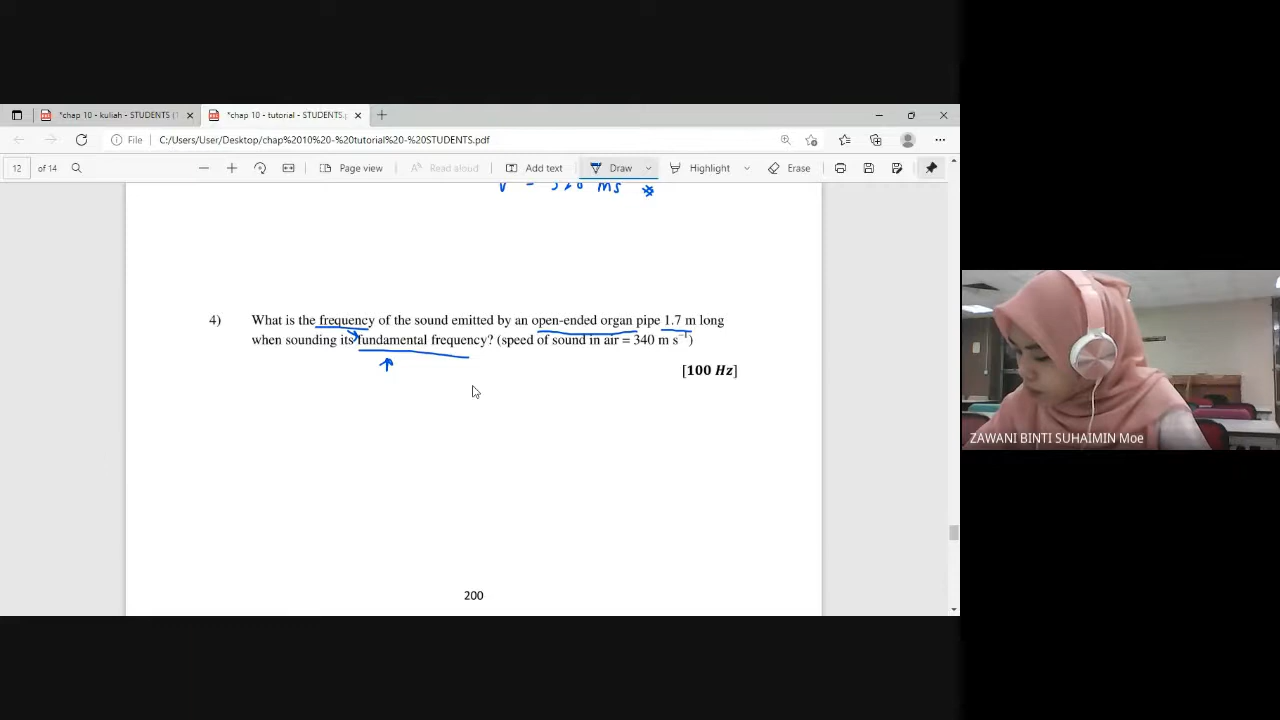 *chap 10 - kuliah - STUDENTS (1
*chap 10 - tutorial - STUDENTS.p
File
C:/Users/User/Desktop/chap%2010%20-%20tutorial%20-%20STUDENTS.pdf
12 of 14
Page view
Read aloud
Add text
Draw
Highlight
Erase
4) What is the frequency of the sound emitted by an open-ended organ pipe 1.7 m long
when sounding its fundamental frequency? (speed of sound in air = 340 m s⁻¹)
[100 Hz]
200
ZAWANI BINTI SUHAIMIN Moe